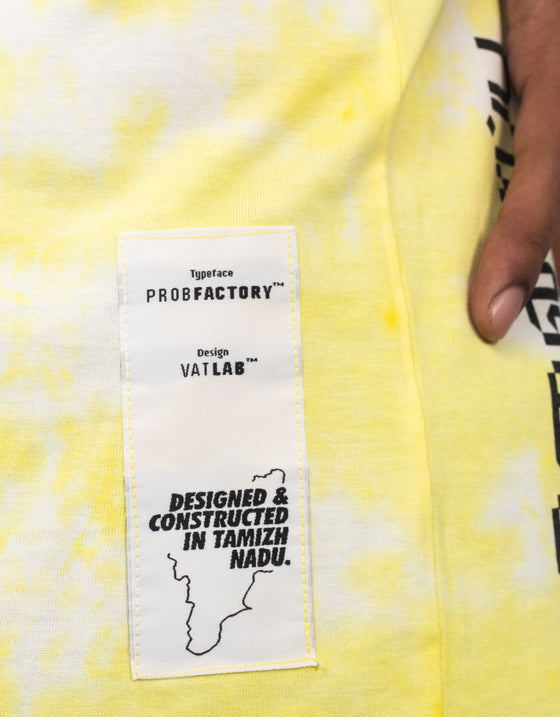 Typeface
PROBFACTORY™
Design
VATLAB™
DESIGNED &
CONSTRUCTED
IN TAMIZH
NADU.